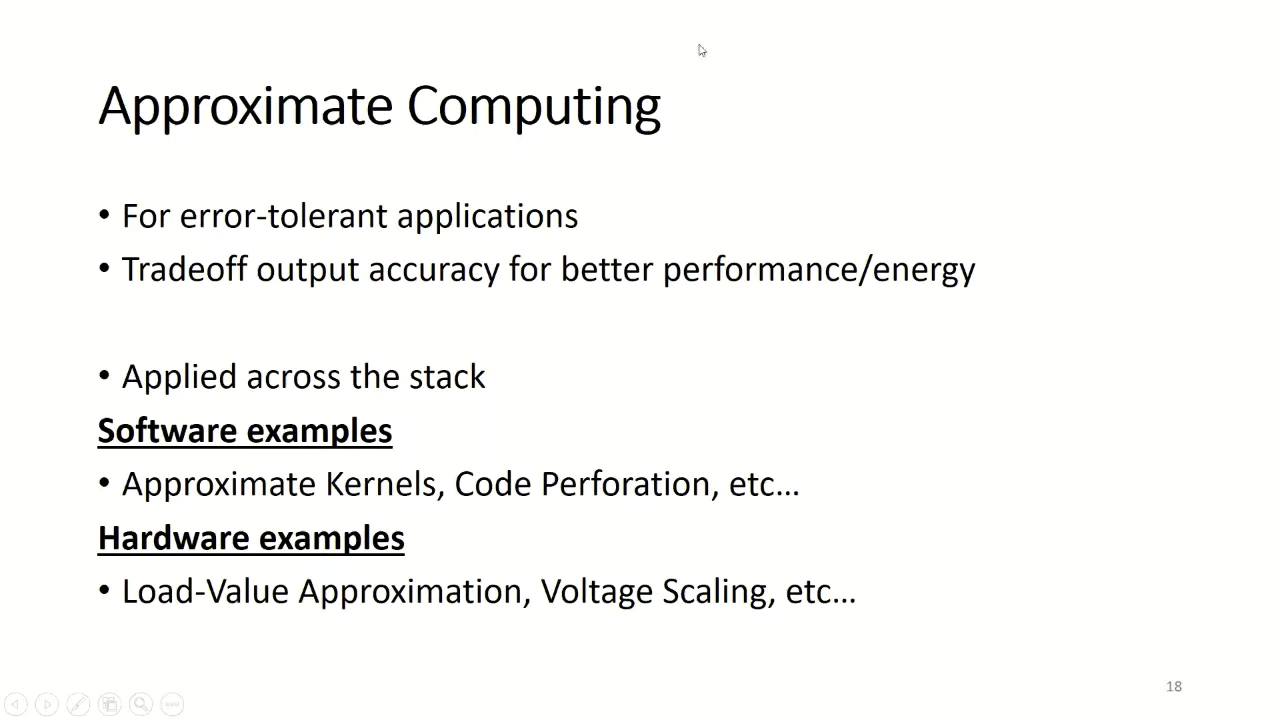 Approximate Computing
• For error-tolerant applications
• Tradeoff output accuracy for better performance/energy
• Applied across the stack
Software examples
• Approximate Kernels, Code Perforation, etc…
Hardware examples
• Load-Value Approximation, Voltage Scaling, etc…
18